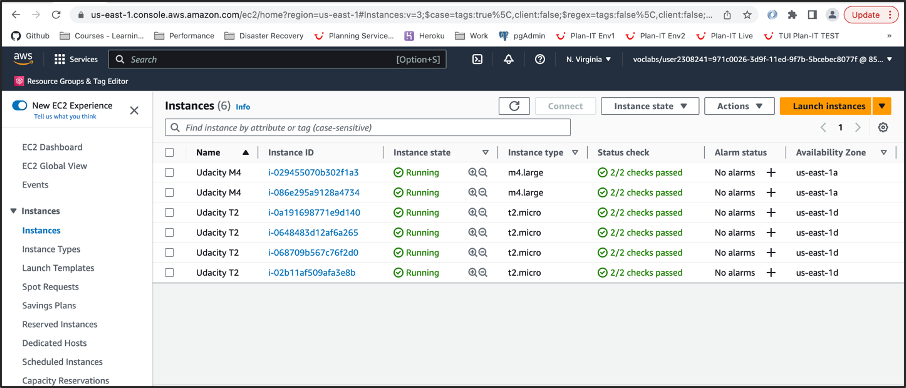 us-east-1.console.aws.amazon.com/ec2/home?region=us-east-1#Instances:v=3;$case=tags:true%5C,client:false;$regex=tags:false%5C,client:false;...
Update
Github Courses - Learnin... Performance Disaster Recovery Planning Service... Heroku Work pgAdmin Plan-IT Env1 Plan-IT Env2 Plan-IT Live TUI Plan-IT TEST »
aws Services Search [Option+S] N. Virginia voclabs/user2308241=971c0026-3d9f-11ed-9f7b-5bcebec8077f @ 85...
Resource Groups & Tag Editor
New EC2 Experience
Tell us what you think
EC2 Dashboard
EC2 Global View
Events
Instances
Instances
Instance Types
Launch Templates
Spot Requests
Savings Plans
Reserved Instances
Dedicated Hosts
Scheduled Instances
Capacity Reservations
Instances (6) Info
Connect Instance state Actions Launch instances
Find instance by attribute or tag (case-sensitive)
1
Name Instance ID Instance state Instance type Status check Alarm status Availability Zone
Udacity M4 i-029455070b302f1a3 Running m4.large 2/2 checks passed No alarms + us-east-1a
Udacity M4 i-086e295a9128a4734 Running m4.large 2/2 checks passed No alarms + us-east-1a
Udacity T2 i-0a191698771e9d140 Running t2.micro 2/2 checks passed No alarms + us-east-1d
Udacity T2 i-0648483d12af6a265 Running t2.micro 2/2 checks passed No alarms + us-east-1d
Udacity T2 i-068709b567c76f2d0 Running t2.micro 2/2 checks passed No alarms + us-east-1d
Udacity T2 i-02b11af509afa3e8b Running t2.micro 2/2 checks passed No alarms + us-east-1d